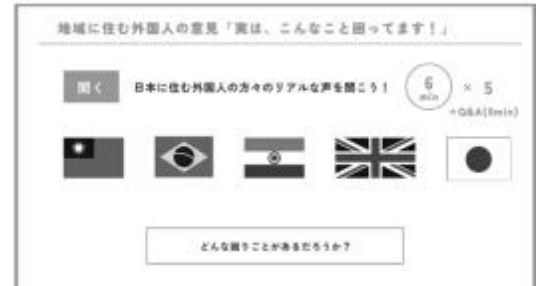 地域に住む外国人の意見「実は、こんなこと困ってます！」
聞く
日本に住む外国人の方々のリアルな声を聞こう！
6
min
× 5
+Q&A(8min)
どんな困りごとがあるだろうか？